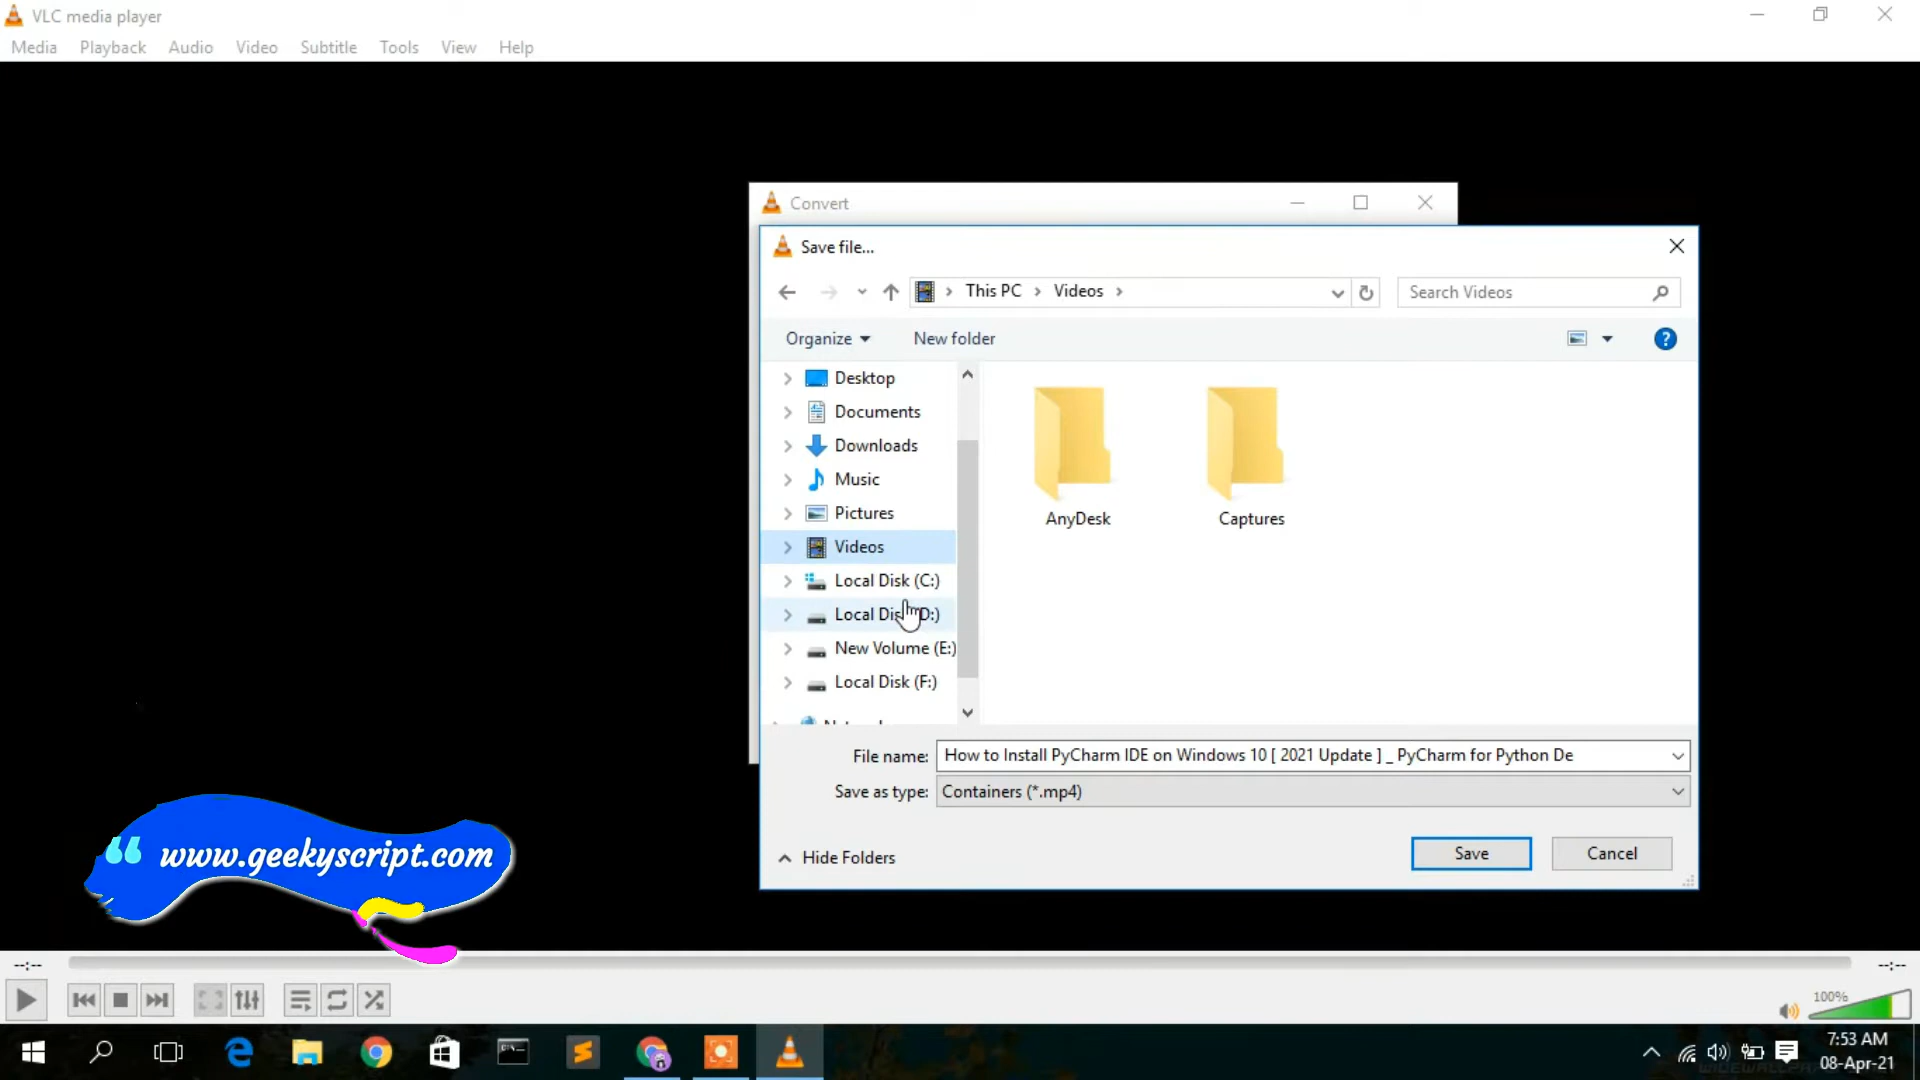 VLC media player
Media Playback Audio Video Subtitle Tools View Help
Convert
Save file...
This PC Videos
Search Videos
Organize New folder
Desktop
Documents
Downloads
Music
Pictures
Videos
Local Disk (C:)
New Volume (E:)
Local Disk (F:)
AnyDesk
Captures
File name: How to Install PyCharm IDE on Windows 10 [ 2021 Update ] _ PyCharm for Python De
Save as type: Containers (*.mp4)
Hide Folders
Save
Cancel
www.geekyscript.com
--:--
--:--
100%
7:53 AM
08-Apr-21